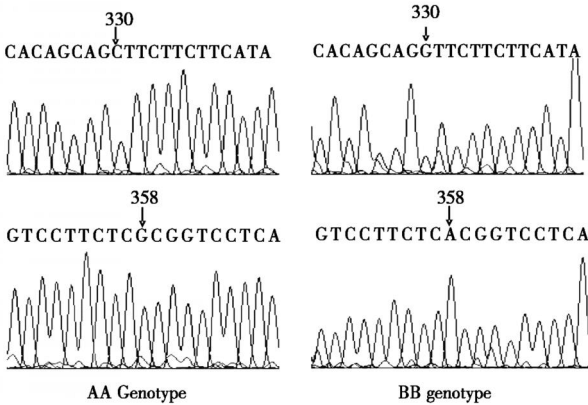 330
330
CACAGCAGCTTCTTCTTCATA
CACAGCAGGTTCTTCTTCATA
358
358
GTCCTTCTCGCGGTCCTCA
GTCCTTCTCACGGTCCTCA
AA Genotype
BB genotype